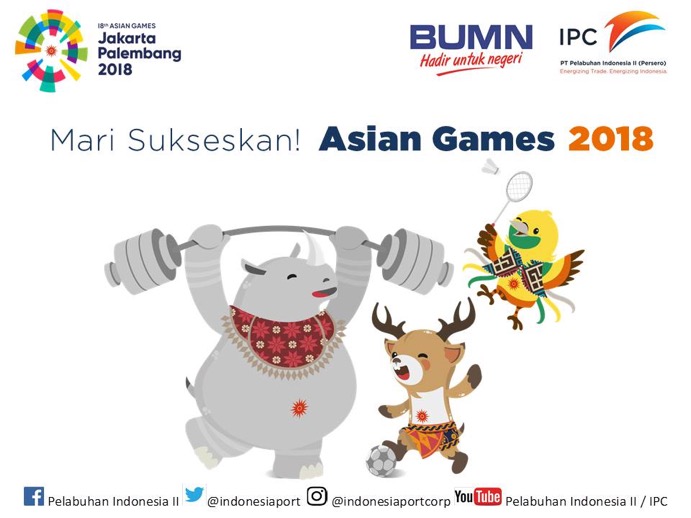 18th ASIAN GAMES
Jakarta
Palembang
2018
BUMN
Hadir untuk negeri
IPC
PT Pelabuhan Indonesia II (Persero)
Energizing Trade. Energizing Indonesia.
Mari Sukseskan! Asian Games 2018
Pelabuhan Indonesia II @indonesiaport @indonesiaportcorp YouTube Pelabuhan Indonesia II / IPC